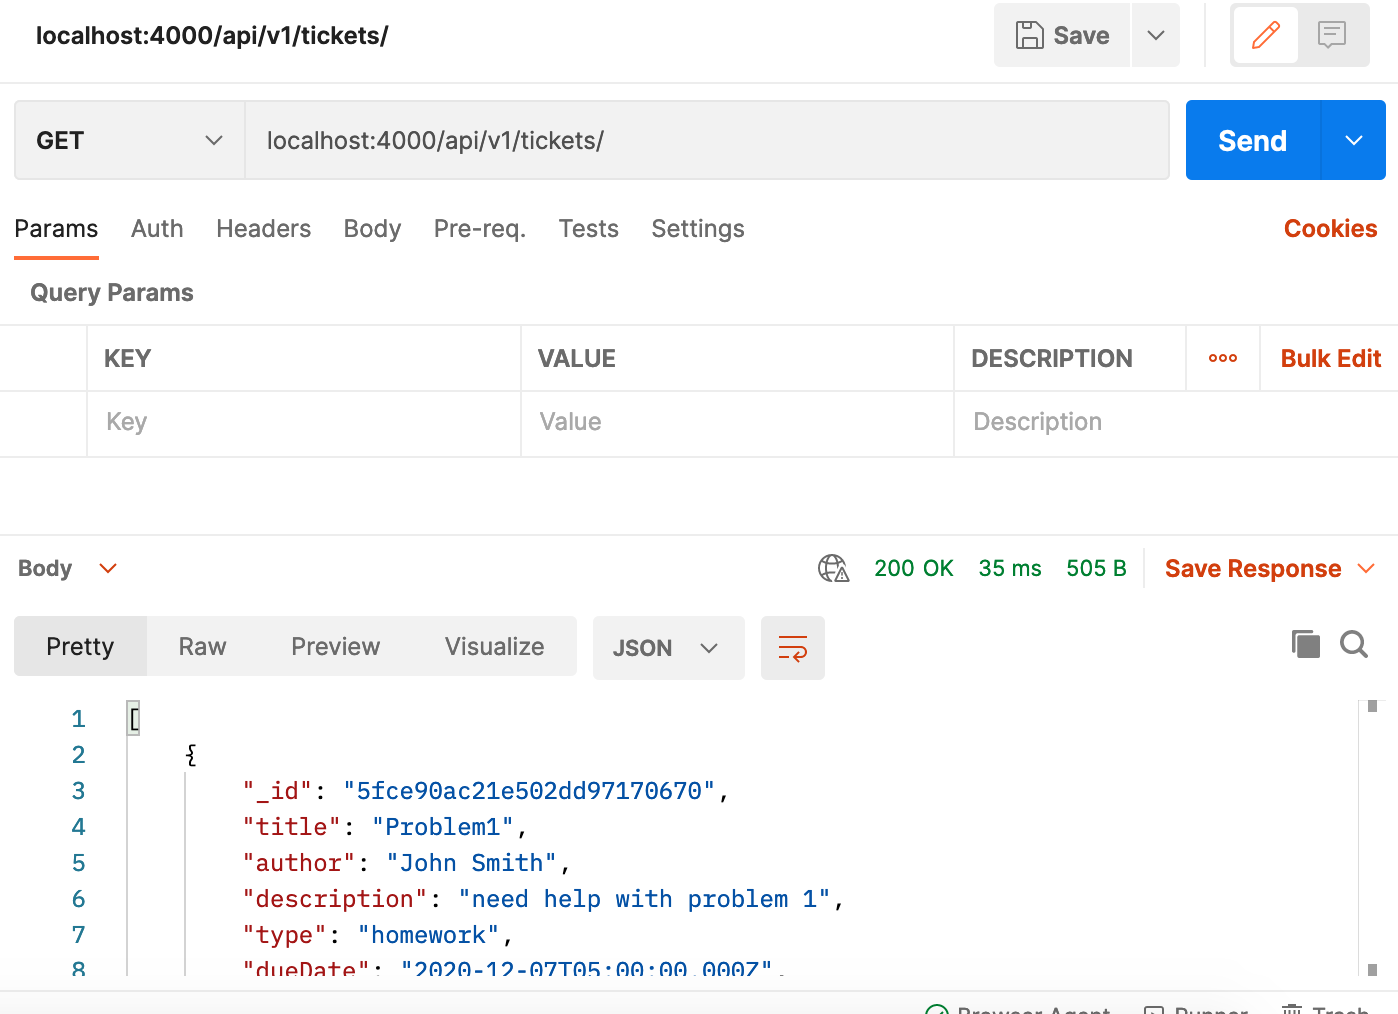 localhost:4000/api/v1/tickets/
Save
GET
localhost:4000/api/v1/tickets/
Send
Params Auth Headers Body Pre-req. Tests Settings Cookies
Query Params
KEY VALUE DESCRIPTION ooo Bulk Edit
Key Value Description
Body 200 OK 35 ms 505 B Save Response
Pretty Raw Preview Visualize JSON
1 [
2 {
3 "_id": "5fce90ac21e502dd97170670",
4 "title": "Problem1",
5 "author": "John Smith",
6 "description": "need help with problem 1",
7 "type": "homework",
8 "dueDate": "2020-12-07T05:00:00.000Z",
Browser Agent Runner Trash